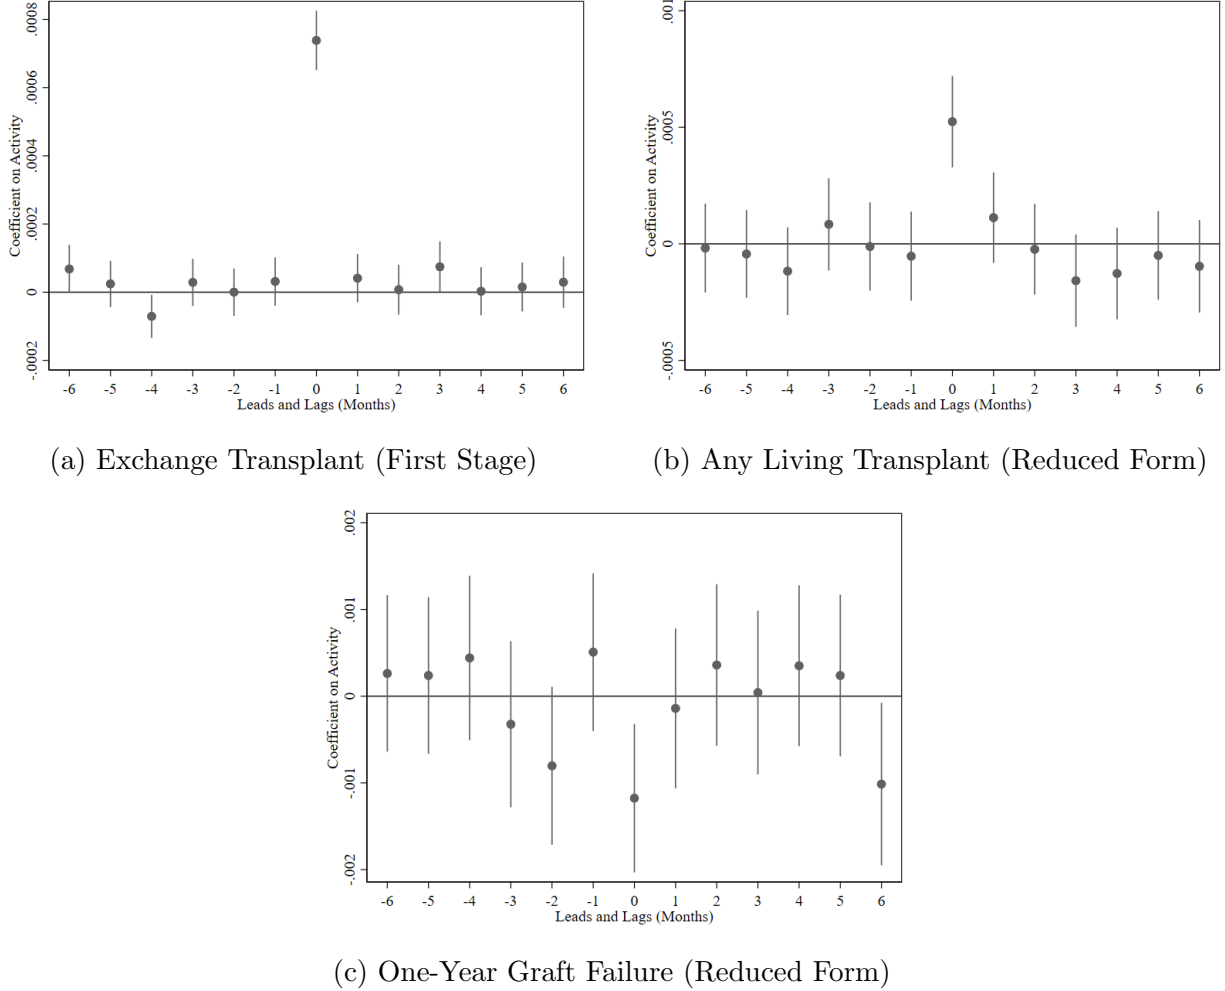 .0008
.0006
.0004
.0002
0
-.0002
Coefficient on Activity
-6 -5 -4 -3 -2 -1 0 1 2 3 4 5 6
Leads and Lags (Months)
(a) Exchange Transplant (First Stage)
.001
.0005
0
-.0005
Coefficient on Activity
-6 -5 -4 -3 -2 -1 0 1 2 3 4 5 6
Leads and Lags (Months)
(b) Any Living Transplant (Reduced Form)
.002
.001
0
-.001
-.002
Coefficient on Activity
-6 -5 -4 -3 -2 -1 0 1 2 3 4 5 6
Leads and Lags (Months)
(c) One-Year Graft Failure (Reduced Form)